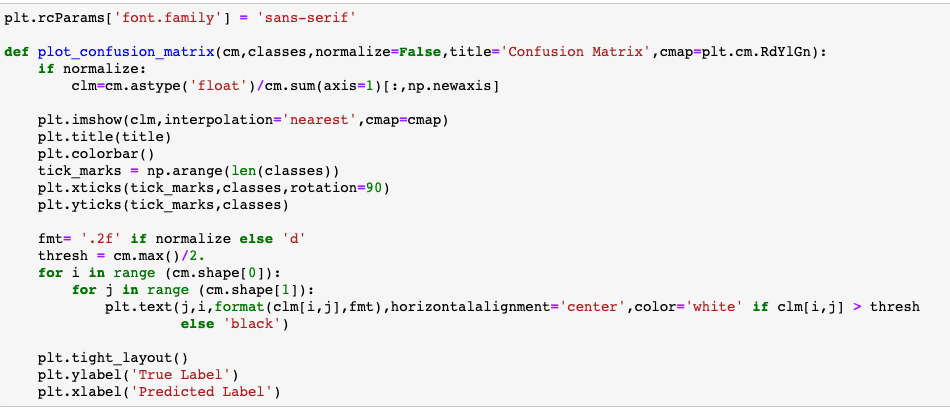 plt.rcParams['font.family'] = 'sans-serif'
def plot_confusion_matrix(cm,classes,normalize=False,title='Confusion Matrix',cmap=plt.cm.RdYlGn):
    if normalize:
        clm=cm.astype('float')/cm.sum(axis=1)[:,np.newaxis]
    plt.imshow(clm,interpolation='nearest',cmap=cmap)
    plt.title(title)
    plt.colorbar()
    tick_marks = np.arange(len(classes))
    plt.xticks(tick_marks,classes,rotation=90)
    plt.yticks(tick_marks,classes)
    fmt= '.2f' if normalize else 'd'
    thresh = cm.max()/2.
    for i in range (cm.shape[0]):
        for j in range (cm.shape[1]):
            plt.text(j,i,format(clm[i,j],fmt),horizontalalignment='center',color='white' if clm[i,j] > thresh
                     else 'black')
    plt.tight_layout()
    plt.ylabel('True Label')
    plt.xlabel('Predicted Label')